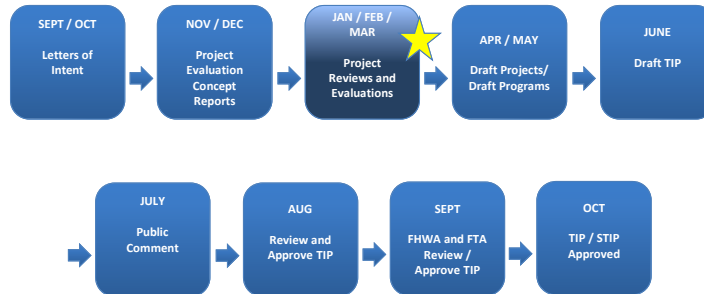 SEPT / OCT
Letters of
Intent
NOV / DEC
Project
Evaluation
Concept
Reports
JAN / FEB /
MAR
Project
Reviews and
Evaluations
APR / MAY
Draft Projects/
Draft Programs
JUNE
Draft TIP
JULY
Public
Comment
AUG
Review and
Approve TIP
SEPT
FHWA and FTA
Review /
Approve TIP
OCT
TIP / STIP
Approved